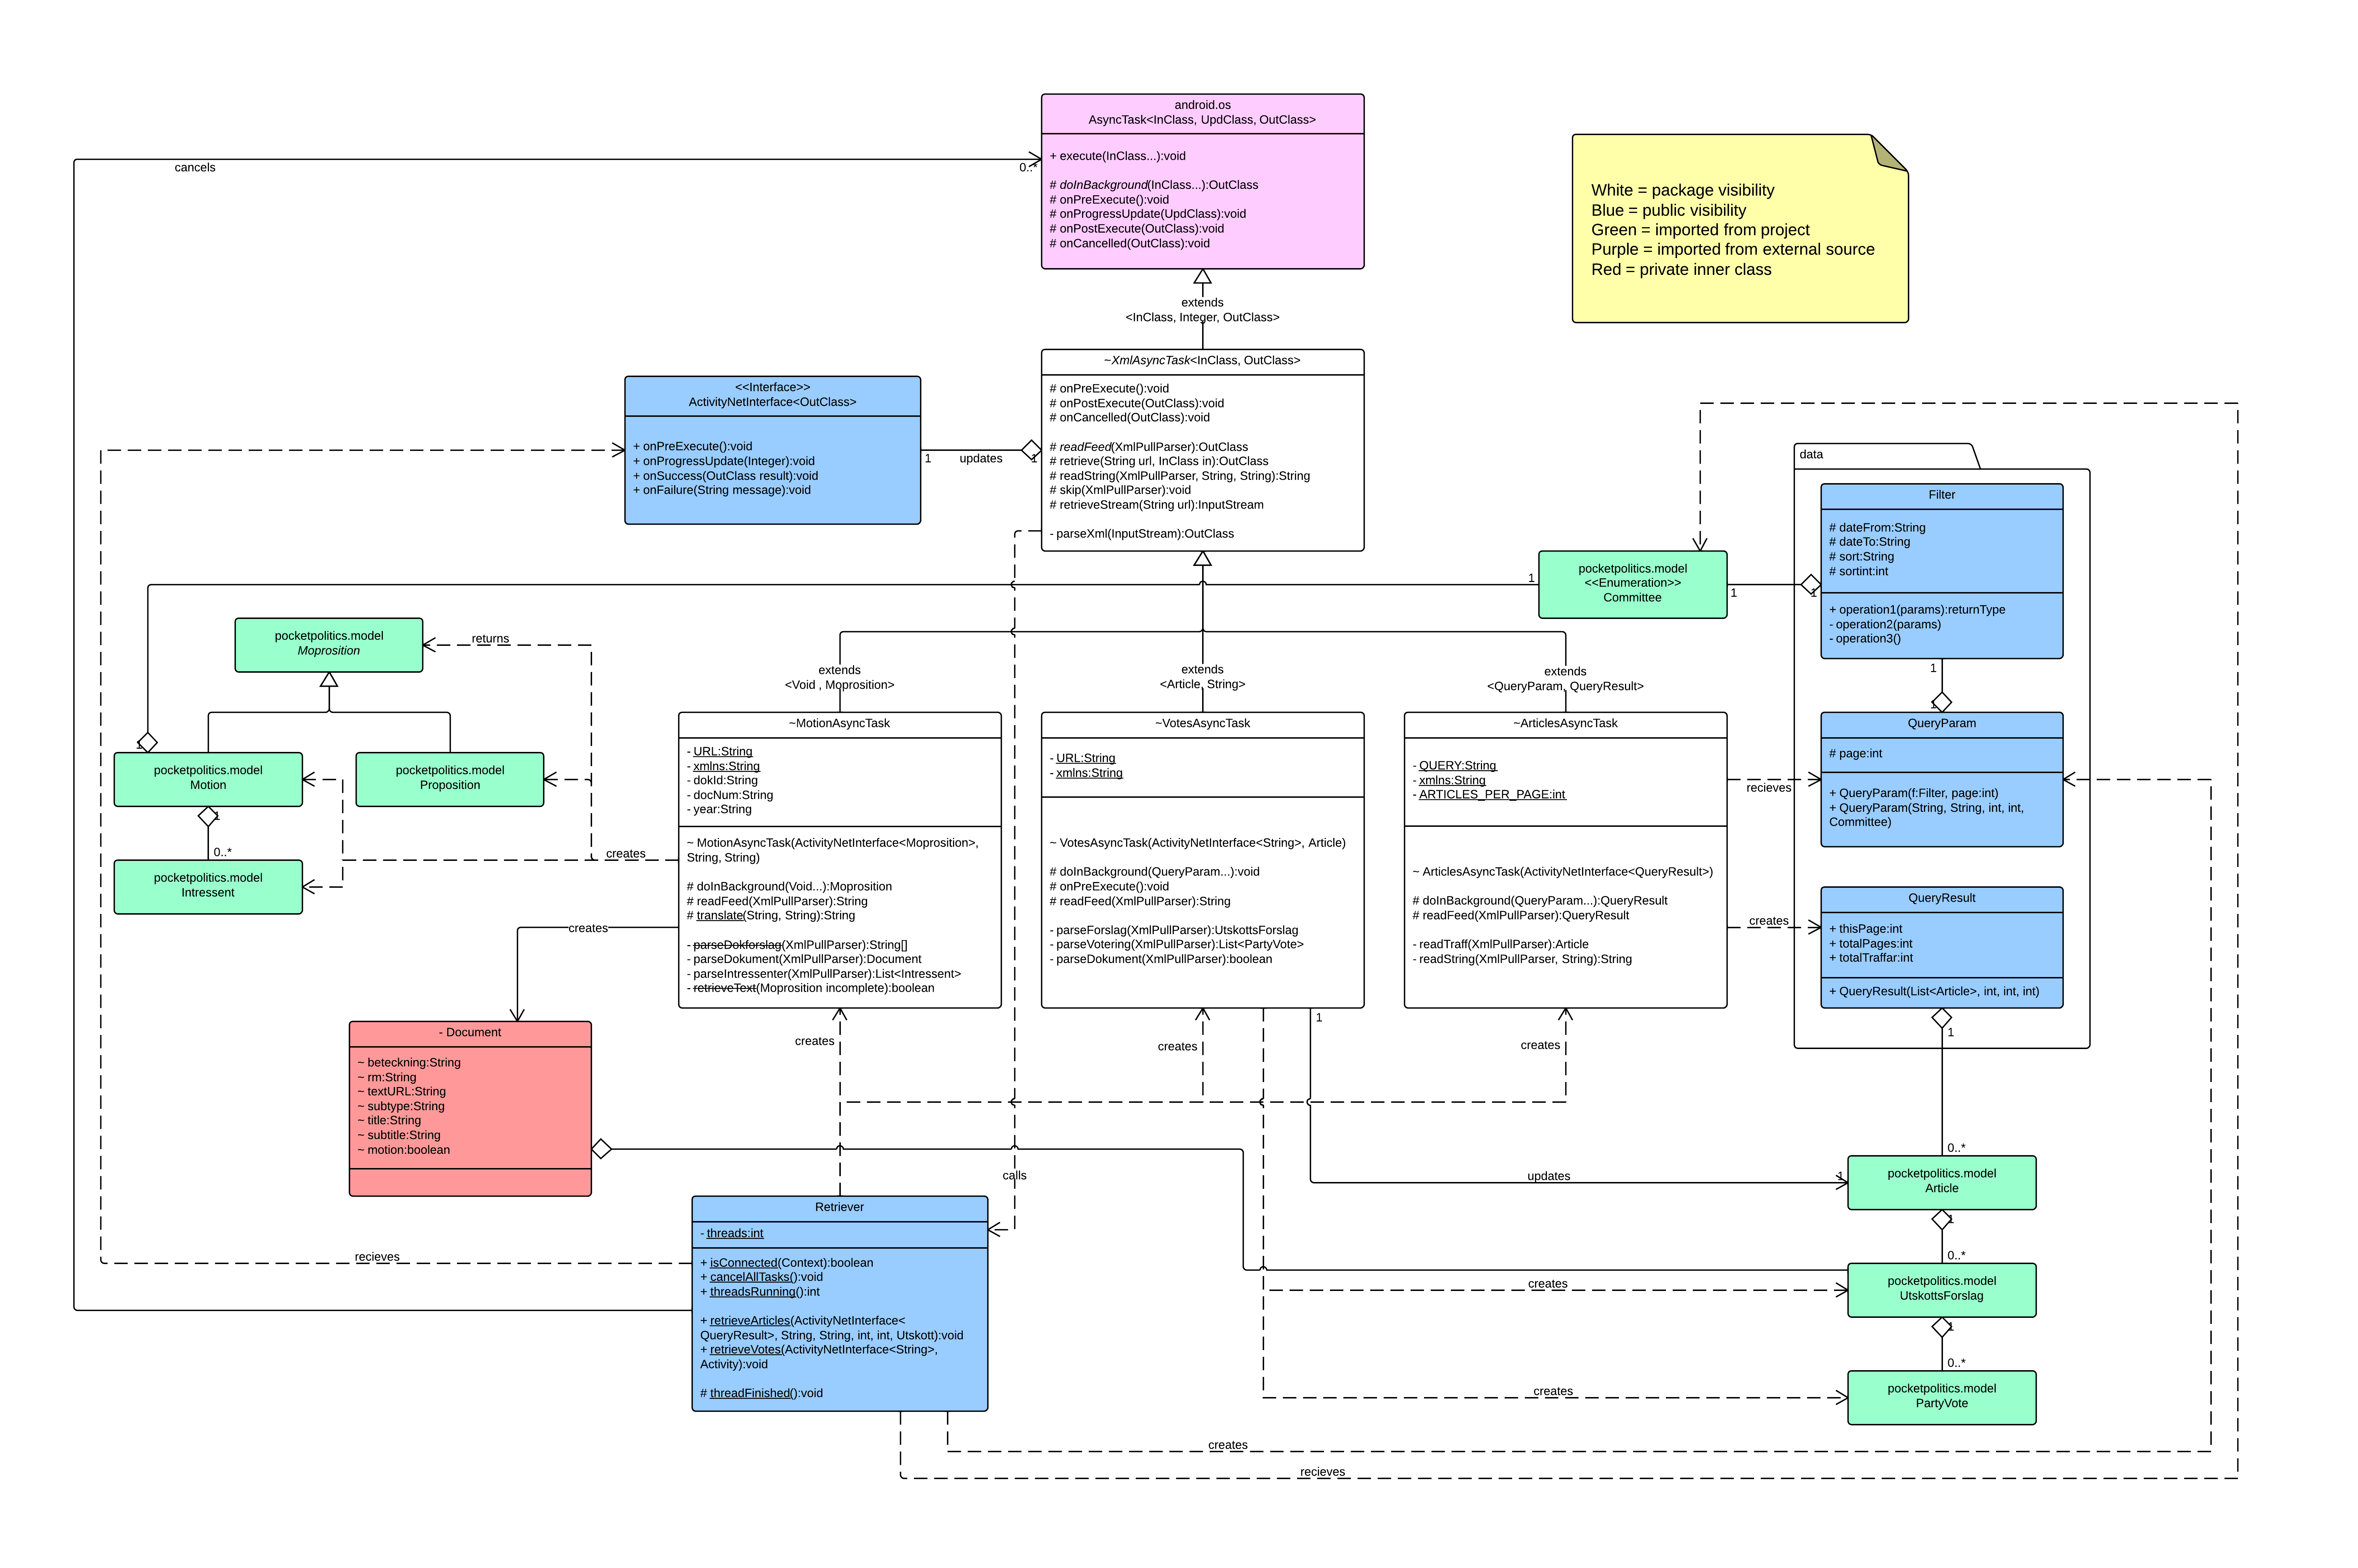 android.os
AsyncTask<InClass, UpdClass, OutClass>
+ execute(InClass...):void
# doInBackground(InClass...):OutClass
# onPreExecute():void
# onProgressUpdate(UpdClass):void
# onPostExecute(OutClass):void
# onCancelled(OutClass):void
White = package visibility
Blue = public visibility
Green = imported from project
Purple = imported from external source
Red = private inner class
cancels
0..*
extends
<InClass, Integer, OutClass>
~XmlAsyncTask<InClass, OutClass>
# onPreExecute():void
# onPostExecute(OutClass):void
# onCancelled(OutClass):void
# readFeed(XmlPullParser):OutClass
# retrieve(String url, InClass in):OutClass
# readString(XmlPullParser, String, String):String
# skip(XmlPullParser):void
# retrieveStream(String url):InputStream
- parseXml(InputStream):OutClass
<<Interface>>
ActivityNetInterface<OutClass>
+ onPreExecute():void
+ onProgressUpdate(Integer):void
+ onSuccess(OutClass result):void
+ onFailure(String message):void
1
updates
1
data
Filter
# dateFrom:String
# dateTo:String
# sort:String
# sortint:int
+ operation1(params):returnType
- operation2(params)
- operation3()
pocketpolitics.model
<<Enumeration>>
Committee
1
1
1
1
1
pocketpolitics.model
Moprosition
returns
extends
<Void , Moprosition>
extends
<Article, String>
extends
<QueryParam, QueryResult>
1
pocketpolitics.model
Motion
pocketpolitics.model
Proposition
1
0..*
pocketpolitics.model
Intressent
creates
~MotionAsyncTask
- URL:String
- xmlns:String
- dokId:String
- docNum:String
- year:String
~ MotionAsyncTask(ActivityNetInterface<Moprosition>,
String, String)
# doInBackground(Void...):Moprosition
# readFeed(XmlPullParser):String
# translate(String, String):String
- parseDokforslag(XmlPullParser):String[]
- parseDokument(XmlPullParser):Document
- parseIntressenter(XmlPullParser):List<Intressent>
- retrieveText(Moprosition incomplete):boolean
~VotesAsyncTask
- URL:String
- xmlns:String
~ VotesAsyncTask(ActivityNetInterface<String>, Article)
# doInBackground(QueryParam...):void
# onPreExecute():void
# readFeed(XmlPullParser):String
- parseForslag(XmlPullParser):UtskottsForslag
- parseVotering(XmlPullParser):List<PartyVote>
- parseDokument(XmlPullParser):boolean
~ArticlesAsyncTask
- QUERY:String
- xmlns:String
- ARTICLES_PER_PAGE:int
~ ArticlesAsyncTask(ActivityNetInterface<QueryResult>)
# doInBackground(QueryParam...):QueryResult
# readFeed(XmlPullParser):QueryResult
- readTraff(XmlPullParser):Article
- readString(XmlPullParser, String):String
recieves
creates
QueryParam
# page:int
+ QueryParam(f:Filter, page:int)
+ QueryParam(String, String, int, int,
Committee)
QueryResult
+ thisPage:int
+ totalPages:int
+ totalTraffar:int
+ QueryResult(List<Article>, int, int, int)
1
creates
- Document
~ beteckning:String
~ rm:String
~ textURL:String
~ subtype:String
~ title:String
~ subtitle:String
~ motion:boolean
creates
creates
creates
1
calls
updates
1
0..*
pocketpolitics.model
Article
1
0..*
pocketpolitics.model
UtskottsForslag
1
0..*
pocketpolitics.model
PartyVote
creates
creates
recieves
Retriever
- threads:int
+ isConnected(Context):boolean
+ cancelAllTasks():void
+ threadsRunning():int
+ retrieveArticles(ActivityNetInterface<
QueryResult>, String, String, int, int, Utskott):void
+ retrieveVotes(ActivityNetInterface<String>,
Activity):void
# threadFinished():void
creates
recieves